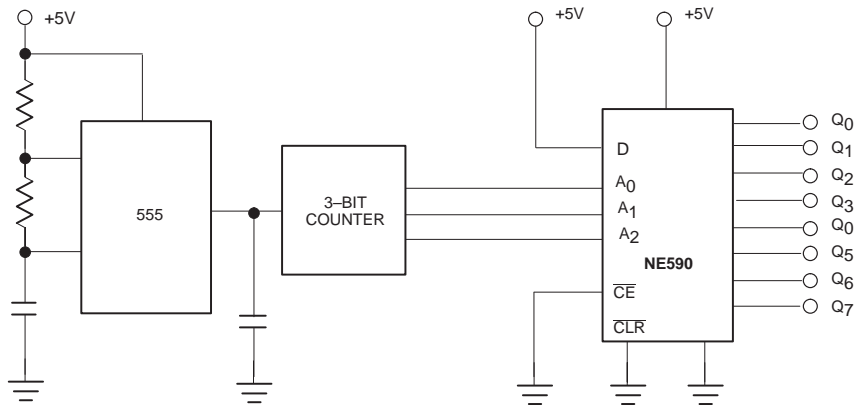 +5V
+5V
+5V
555
3–BIT
COUNTER
D
A0
A1
A2
NE590
CE
CLR
Q0
Q1
Q2
Q3
Q0
Q5
Q6
Q7